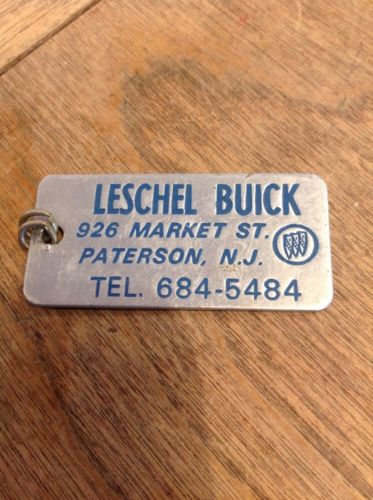 LESCHEL BUICK
926 MARKET ST.
PATERSON, N.J.
TEL. 684-5484